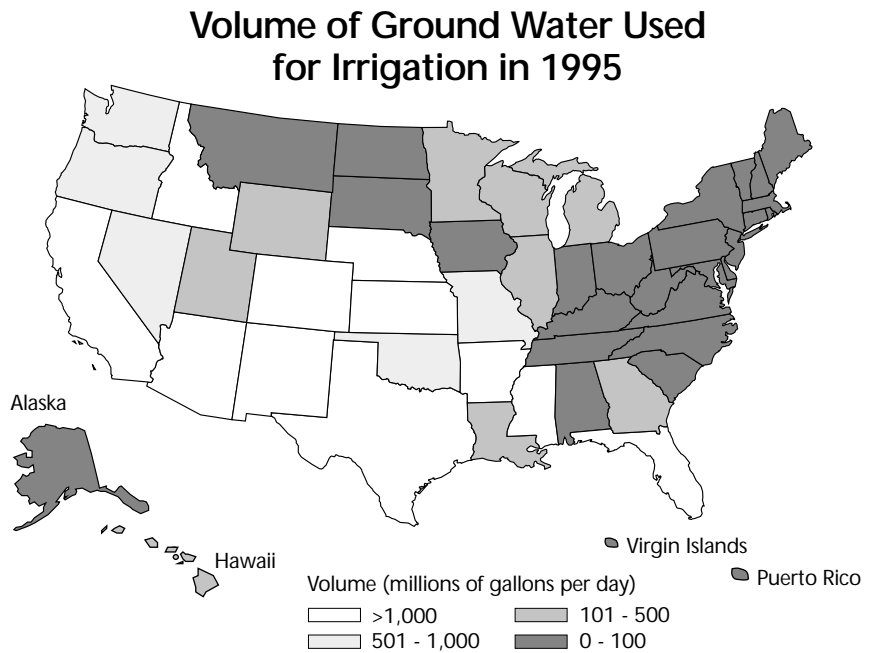 Volume of Ground Water Used
for Irrigation in 1995
Alaska
Hawaii
Virgin Islands
Puerto Rico
Volume (millions of gallons per day)
>1,000
101 - 500
501 - 1,000
0 - 100